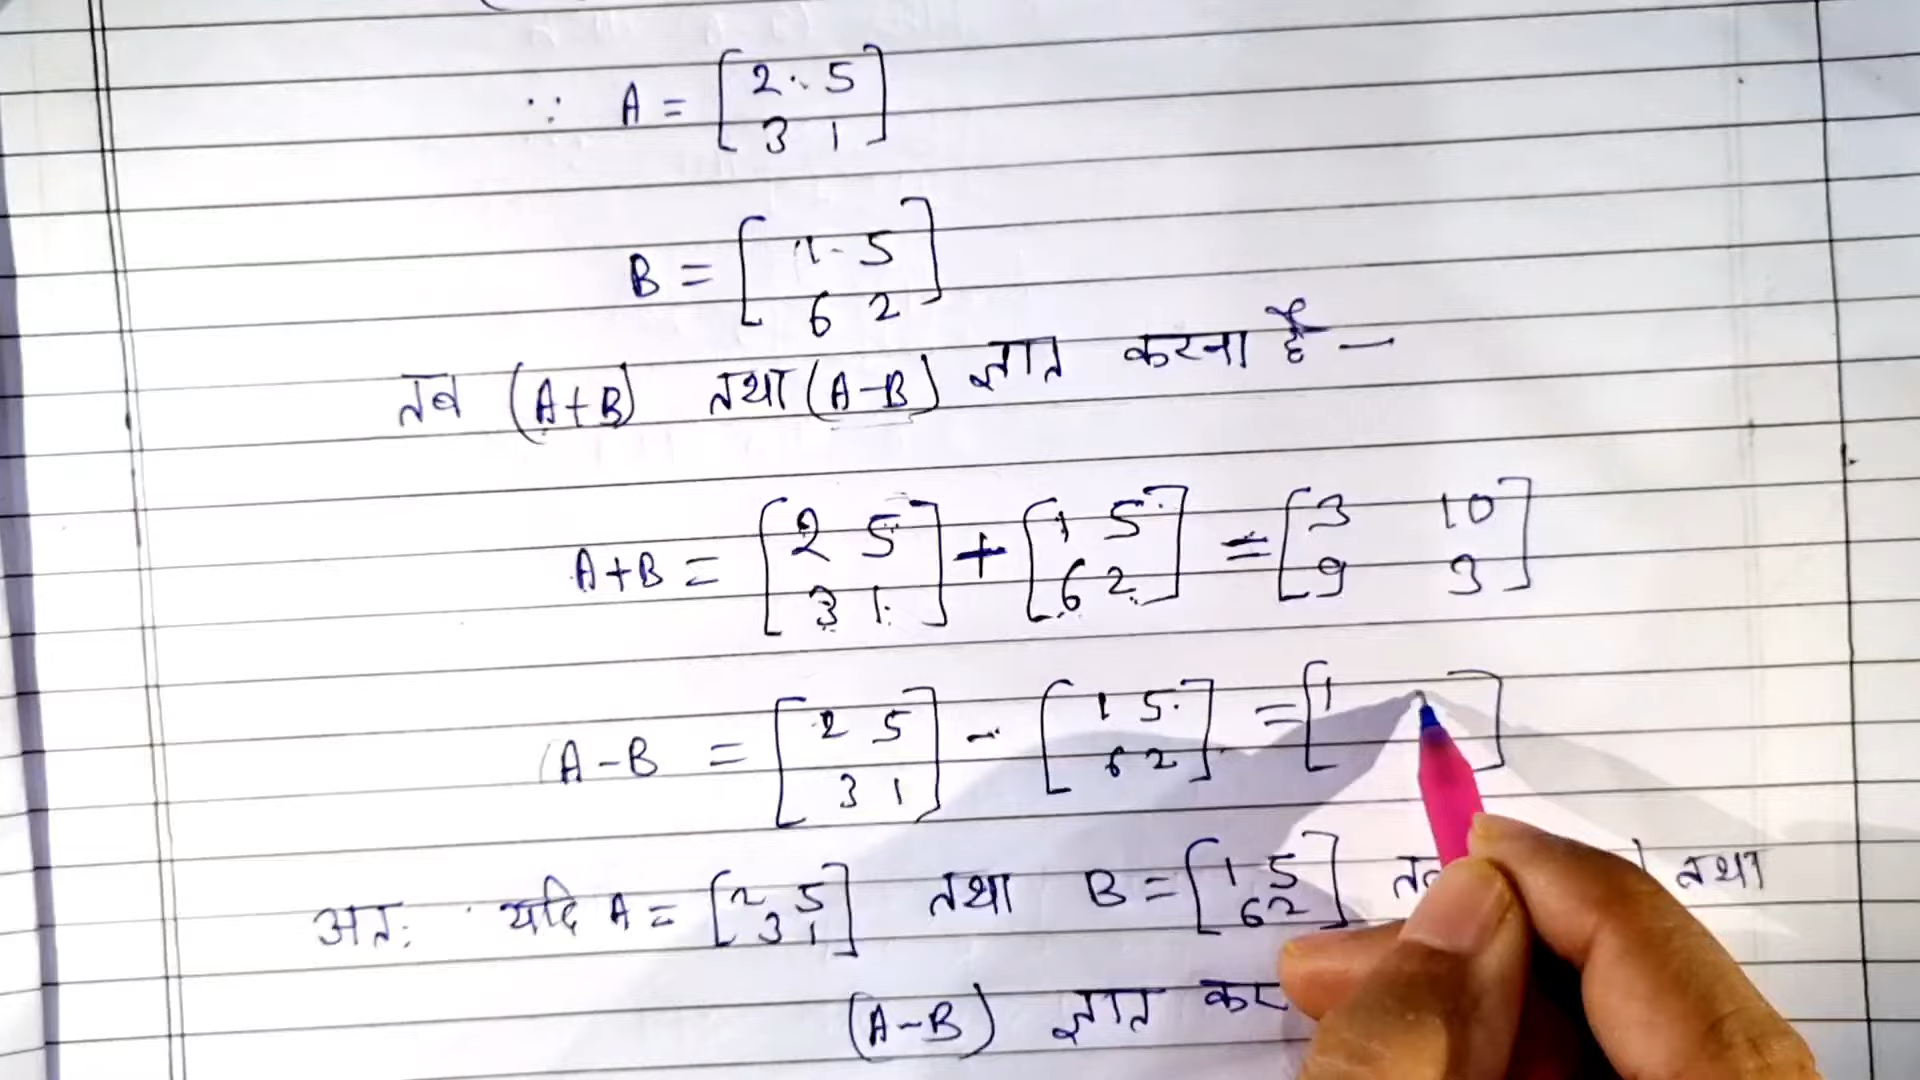 ∵ A = [2 5
3 1]
B = [1 5
6 2]
तब (A+B) तथा (A-B) ज्ञात करना है -
A+B = [2 5 + [1 5 = [3 10
3 1] 6 2] 9 3]
A-B = [2 5 - [1 5 = [1
3 1] 6 2] ]
अतः यदि A = [2 5 तथा B = [1 5 तथा
3 1] 6 2]
(A-B) ज्ञात